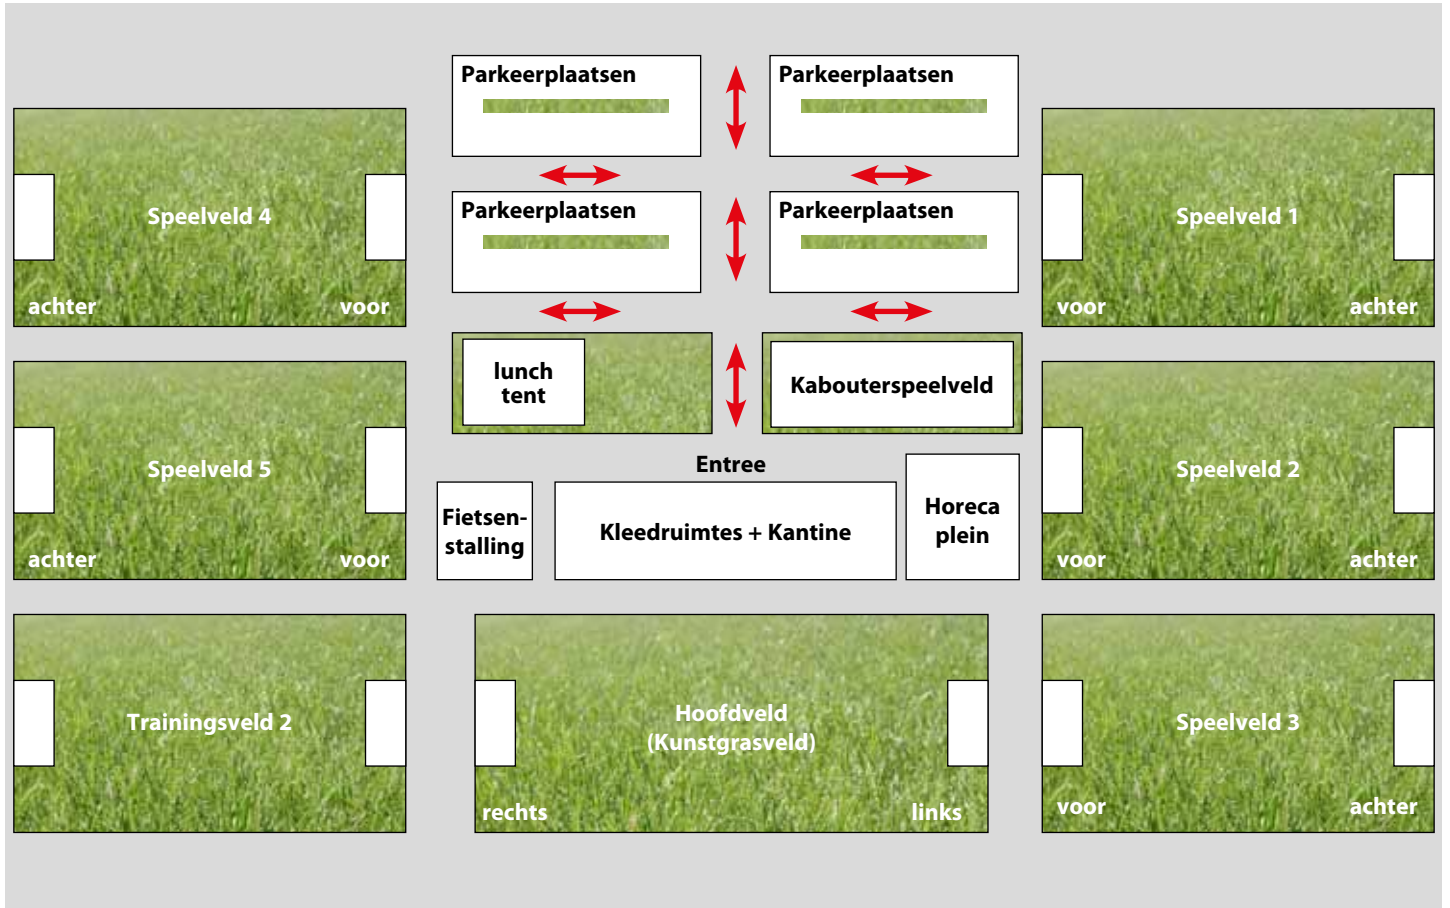 Parkeerplaatsen
Parkeerplaatsen
Speelveld 4
achter
voor
Parkeerplaatsen
Parkeerplaatsen
Speelveld 1
voor
achter
lunch
tent
Kabouterspeelveld
Speelveld 5
achter
voor
Entree
Fietsen-
stalling
Kleedruimtes + Kantine
Horeca
plein
Speelveld 2
voor
achter
Trainingsveld 2
Hoofdveld
(Kunstgrasveld)
rechts
links
Speelveld 3
voor
achter